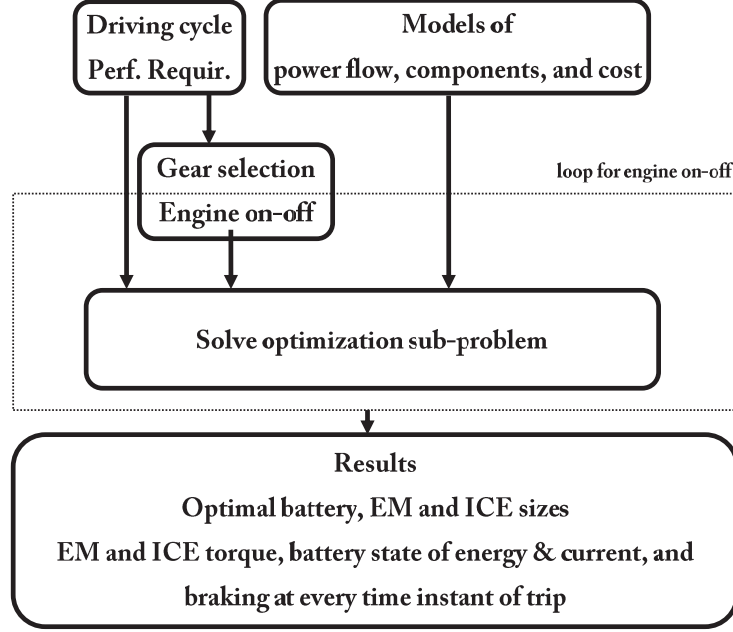 Driving cycle
Perf. Requir.
Models of
power flow, components, and cost
Gear selection
loop for engine on-off
Engine on-off
Solve optimization sub-problem
Results
Optimal battery, EM and ICE sizes
EM and ICE torque, battery state of energy & current, and
braking at every time instant of trip